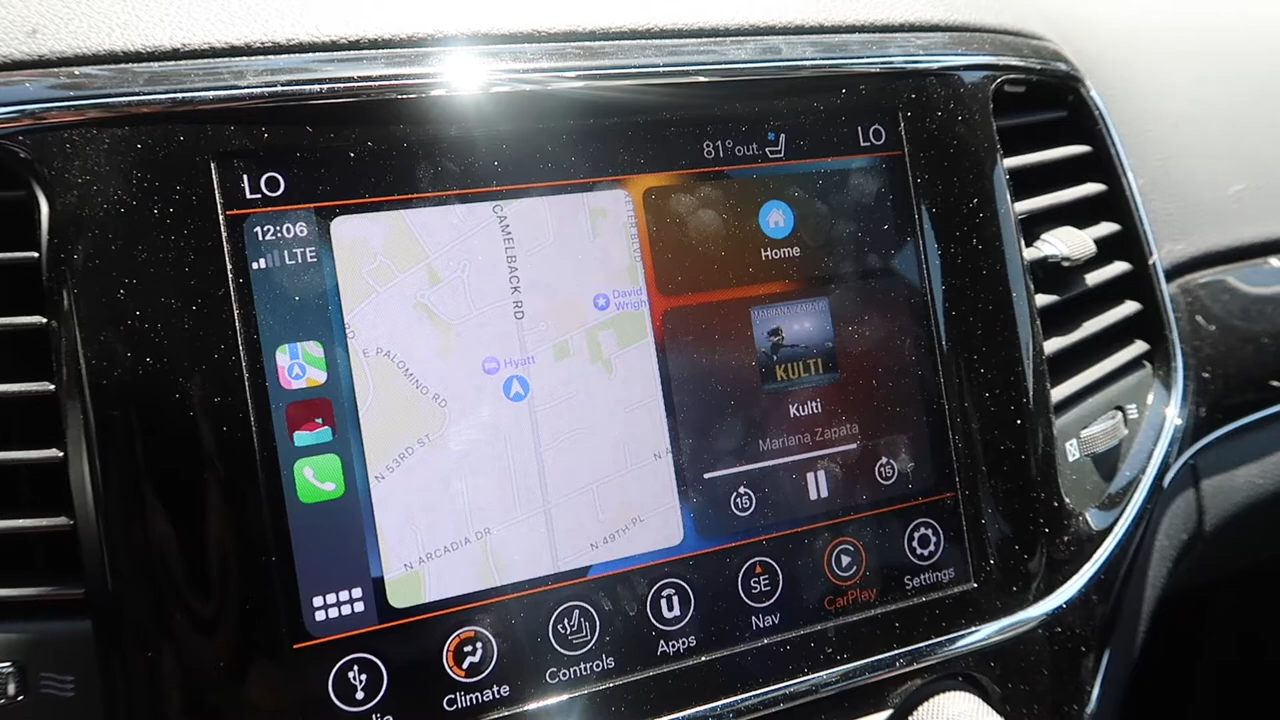 LO
81° out.
LO
12:06
LTE
CAMELBACK RD
David
Wrigh
Hyatt
E PALOMINO RD
N 53RD ST
N ARCADIA DR
N 49TH PL
N A
RD
Home
MARIANA ZAPATA
KULTI
Kulti
Mariana Zapata
15
15
Climate
Controls
Apps
SE
Nav
CarPlay
Settings